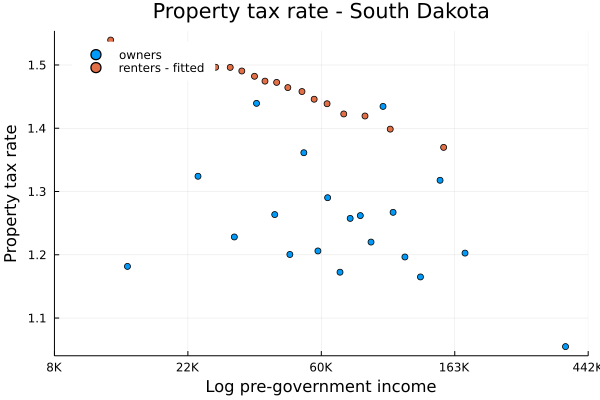 Property tax rate - South Dakota
owners
renters - fitted
Property tax rate
1.5
1.4
1.3
1.2
1.1
8K 22K 60K 163K 442K
Log pre-government income